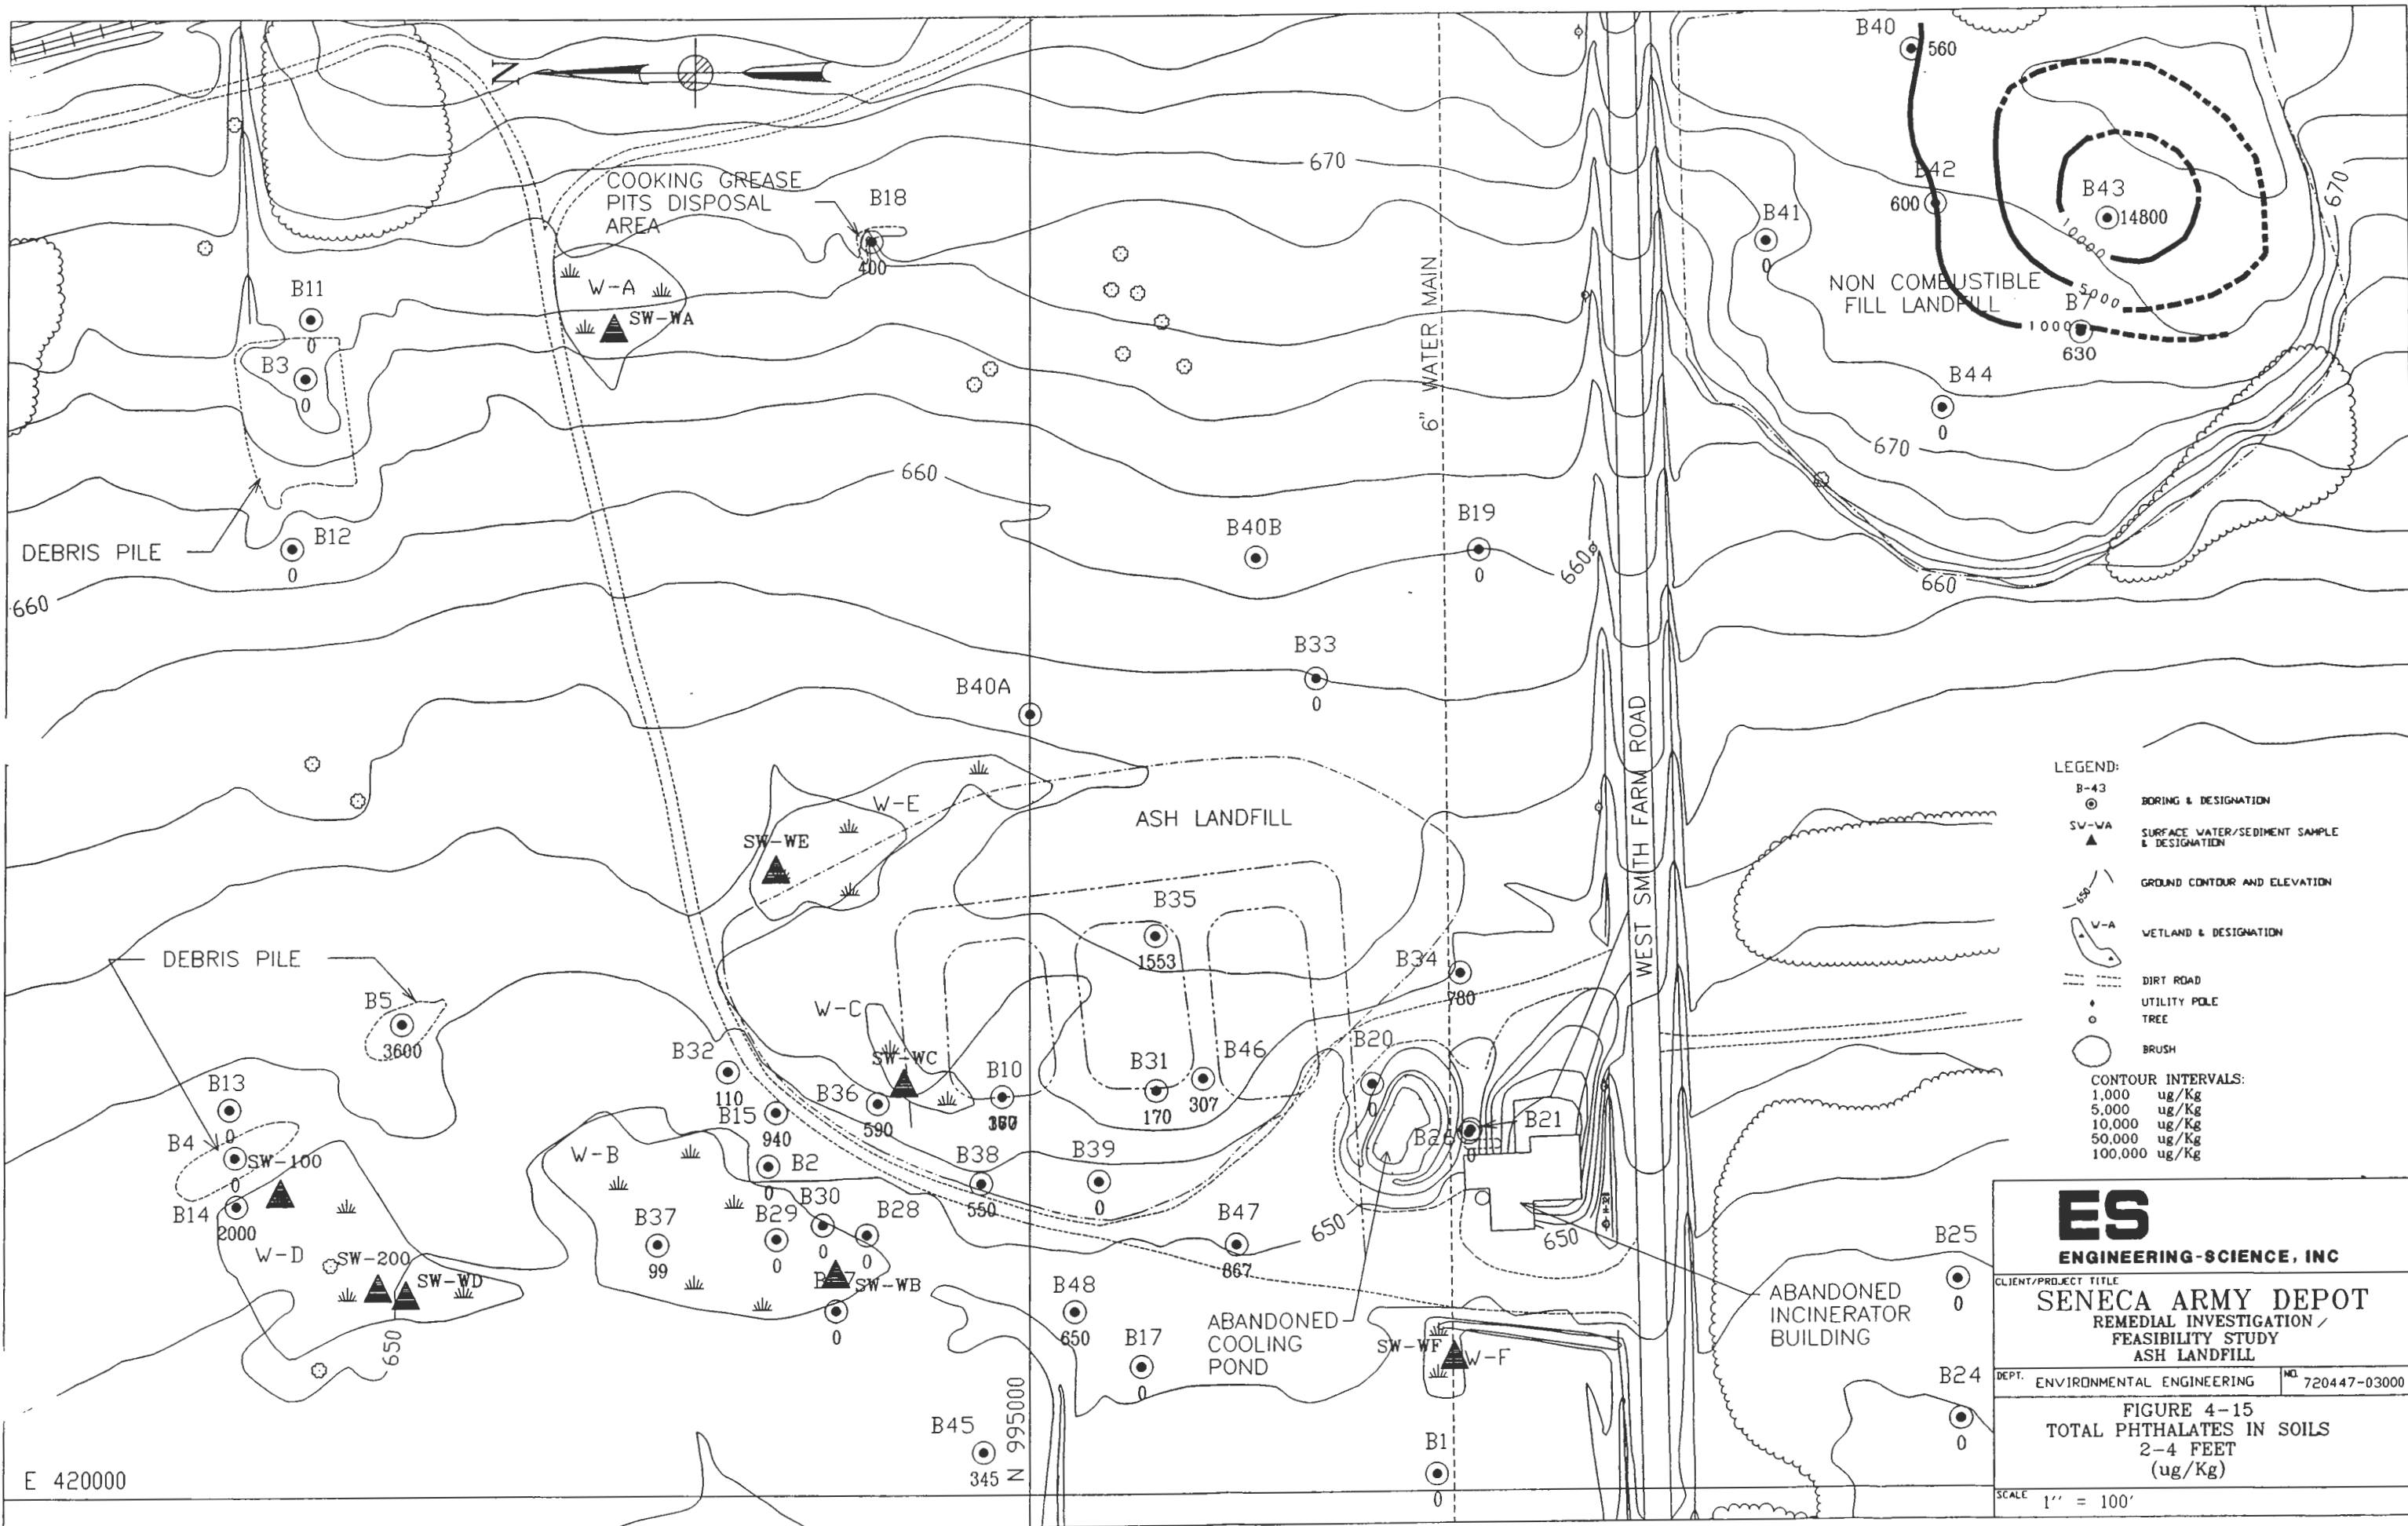 B40
560
N
670
COOKING GREASE
PITS DISPOSAL
AREA
B18
400
B42
600
B43
14800
10000
670
B41
0
W-A
SW-WA
NON COMBUSTIBLE
FILL LANDFILL
5000
B7
1000
630
B11
0
B3
0
6" WATER MAIN
B44
0
670
660
B40B
B19
0
660
660
DEBRIS PILE
B12
0
660
B33
0
B40A
WEST SMITH FARM ROAD
W-E
SW-WE
ASH LANDFILL
LEGEND:
B-43
BORING & DESIGNATION
SW-WA
SURFACE WATER/SEDIMENT SAMPLE
& DESIGNATION
650
GROUND CONTOUR AND ELEVATION
W-A
WETLAND & DESIGNATION
DIRT ROAD
UTILITY POLE
TREE
BRUSH
CONTOUR INTERVALS:
1,000 ug/Kg
5,000 ug/Kg
10,000 ug/Kg
50,000 ug/Kg
100,000 ug/Kg
B35
1553
B34
780
DEBRIS PILE
B5
3600
W-C
SW-WC
B32
110
B36
590
B10
B31
170
B46
307
B20
0
B13
0
B15
940
B4
SW-100
0
B14
2000
W-B
B2
0
B38
550
B39
0
B26
B21
0
W-D
SW-200
SW-WD
B37
99
B29
0
B30
0
B28
0
SW-WB
0
B47
867
650
650
650
B48
650
B17
0
ABANDONED
COOLING
POND
SW-WF
W-F
ABANDONED
INCINERATOR
BUILDING
B25
0
B24
0
B45
345
N 995000
B1
0
E 420000
ES
ENGINEERING-SCIENCE, INC
CLIENT/PROJECT TITLE
SENECA ARMY DEPOT
REMEDIAL INVESTIGATION /
FEASIBILITY STUDY
ASH LANDFILL
DEPT. ENVIRONMENTAL ENGINEERING
NO. 720447-03000
FIGURE 4-15
TOTAL PHTHALATES IN SOILS
2-4 FEET
(ug/Kg)
SCALE 1'' = 100'